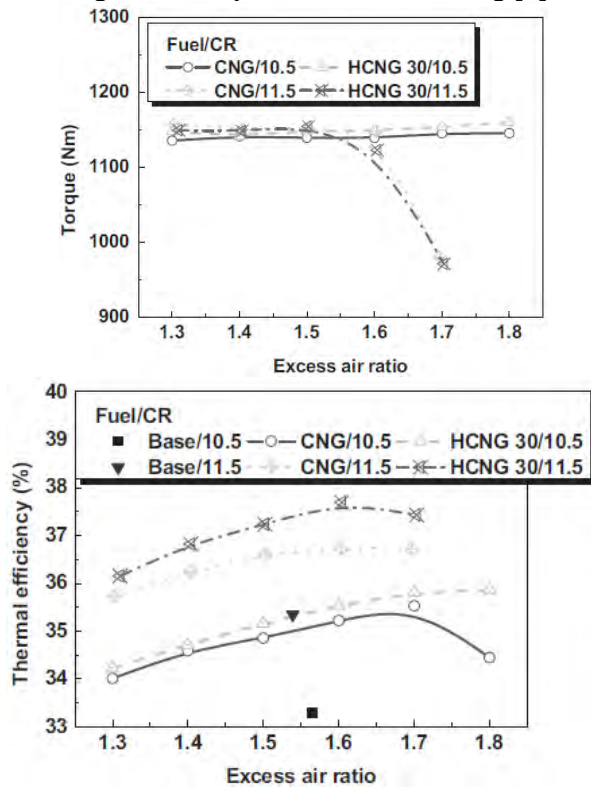 1300
Fuel/CR
CNG/10.5 HCNG 30/10.5
CNG/11.5 HCNG 30/11.5
1200
1100
1000
900
Torque (Nm)
1.3 1.4 1.5 1.6 1.7 1.8
Excess air ratio
40
Fuel/CR
Base/10.5 CNG/10.5 HCNG 30/10.5
Base/11.5 CNG/11.5 HCNG 30/11.5
39
38
37
36
35
34
33
Thermal efficiency (%)
1.3 1.4 1.5 1.6 1.7 1.8
Excess air ratio